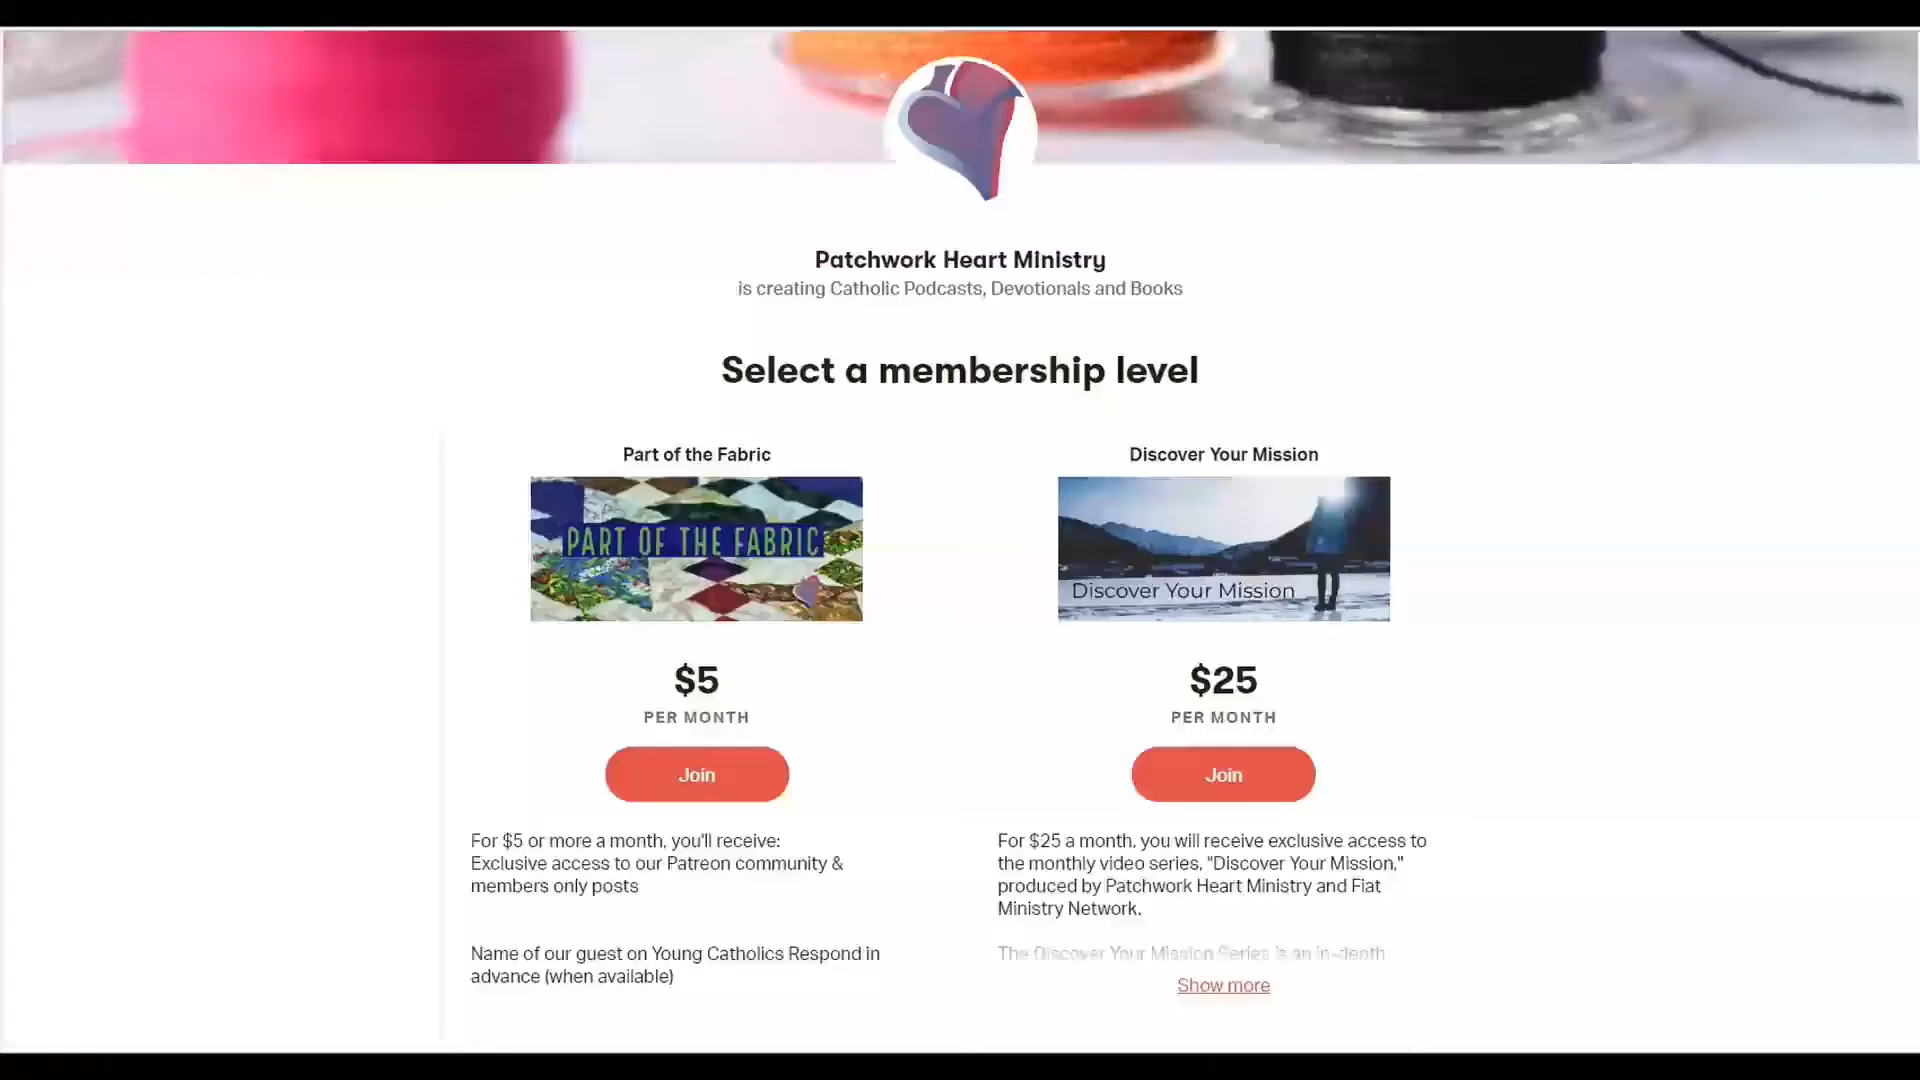 Patchwork Heart Ministry
is creating Catholic Podcasts, Devotionals and Books
Select a membership level
Part of the Fabric
PART OF THE FABRIC
$5
PER MONTH
Join
For $5 or more a month, you'll receive:
Exclusive access to our Patreon community &
members only posts
Name of our guest on Young Catholics Respond in
advance (when available)
Discover Your Mission
Discover Your Mission
$25
PER MONTH
Join
For $25 a month, you will receive exclusive access to
the monthly video series, "Discover Your Mission,"
produced by Patchwork Heart Ministry and Fiat
Ministry Network.
The Discover Your Mission Series is an in-depth
Show more